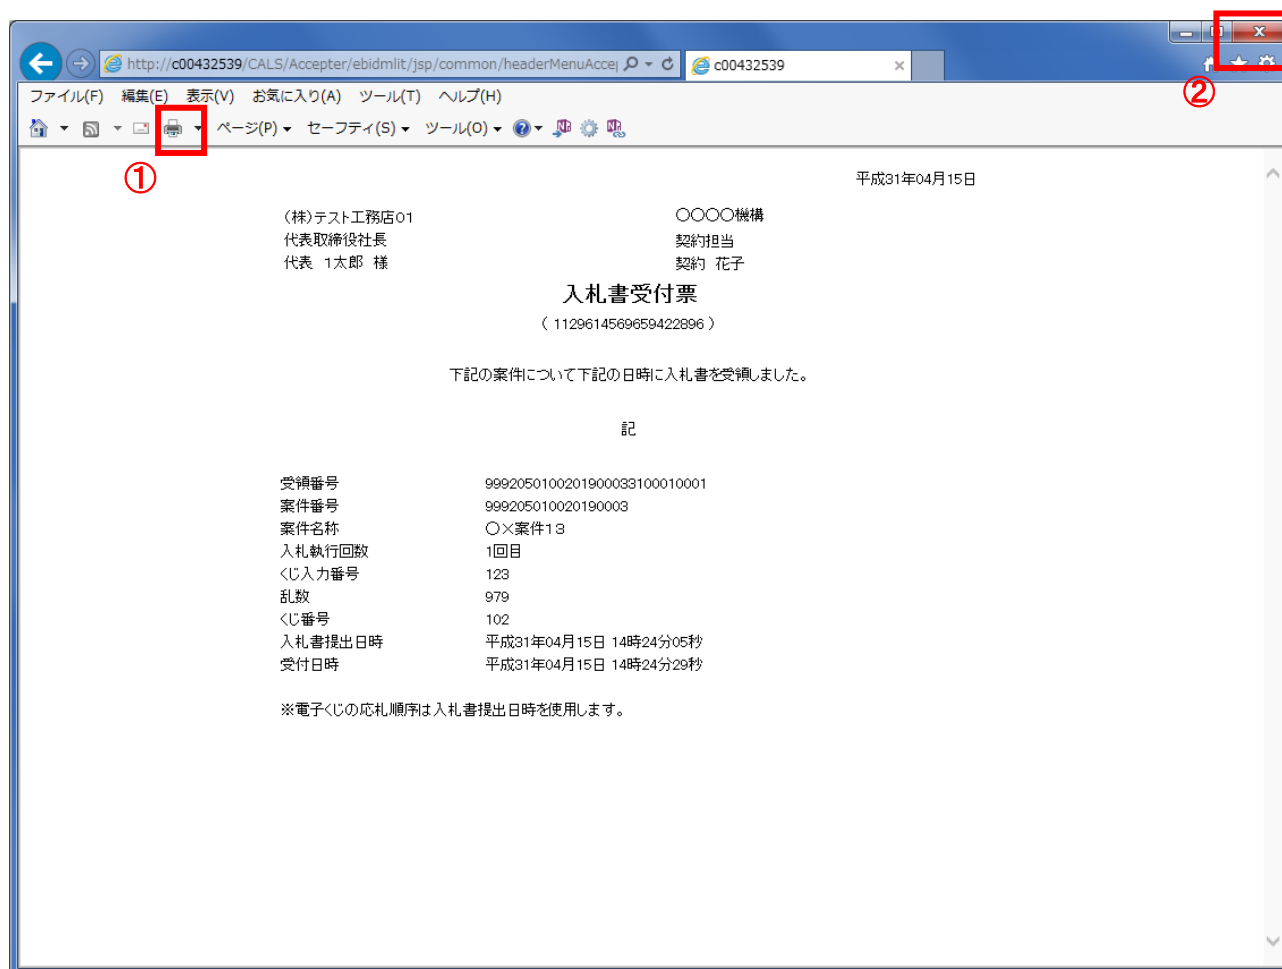 http://c00432539/CALS/Accepter/ebidmlit/jsp/common/headerMenuAccep
c00432539
ファイル(F) 編集(E) 表示(V) お気に入り(A) ツール(T) ヘルプ(H)
②
ページ(P) セーフティ(S) ツール(O)
①
平成31年04月15日
(株)テスト工務店01
〇〇〇〇機構
代表取締役社長
契約担当
代表 1太郎 様
契約 花子
入札書受付票
( 1129614569659422896 )
下記の案件について下記の日時に入札書を受領しました。
記
受領番号 9992050100201900033100010001
案件番号 999205010020190003
案件名称 〇×案件13
入札執行回数 1回目
くじ入力番号 123
乱数 979
くじ番号 102
入札書提出日時 平成31年04月15日 14時24分05秒
受付日時 平成31年04月15日 14時24分29秒
※電子くじの応札順序は入札書提出日時を使用します。